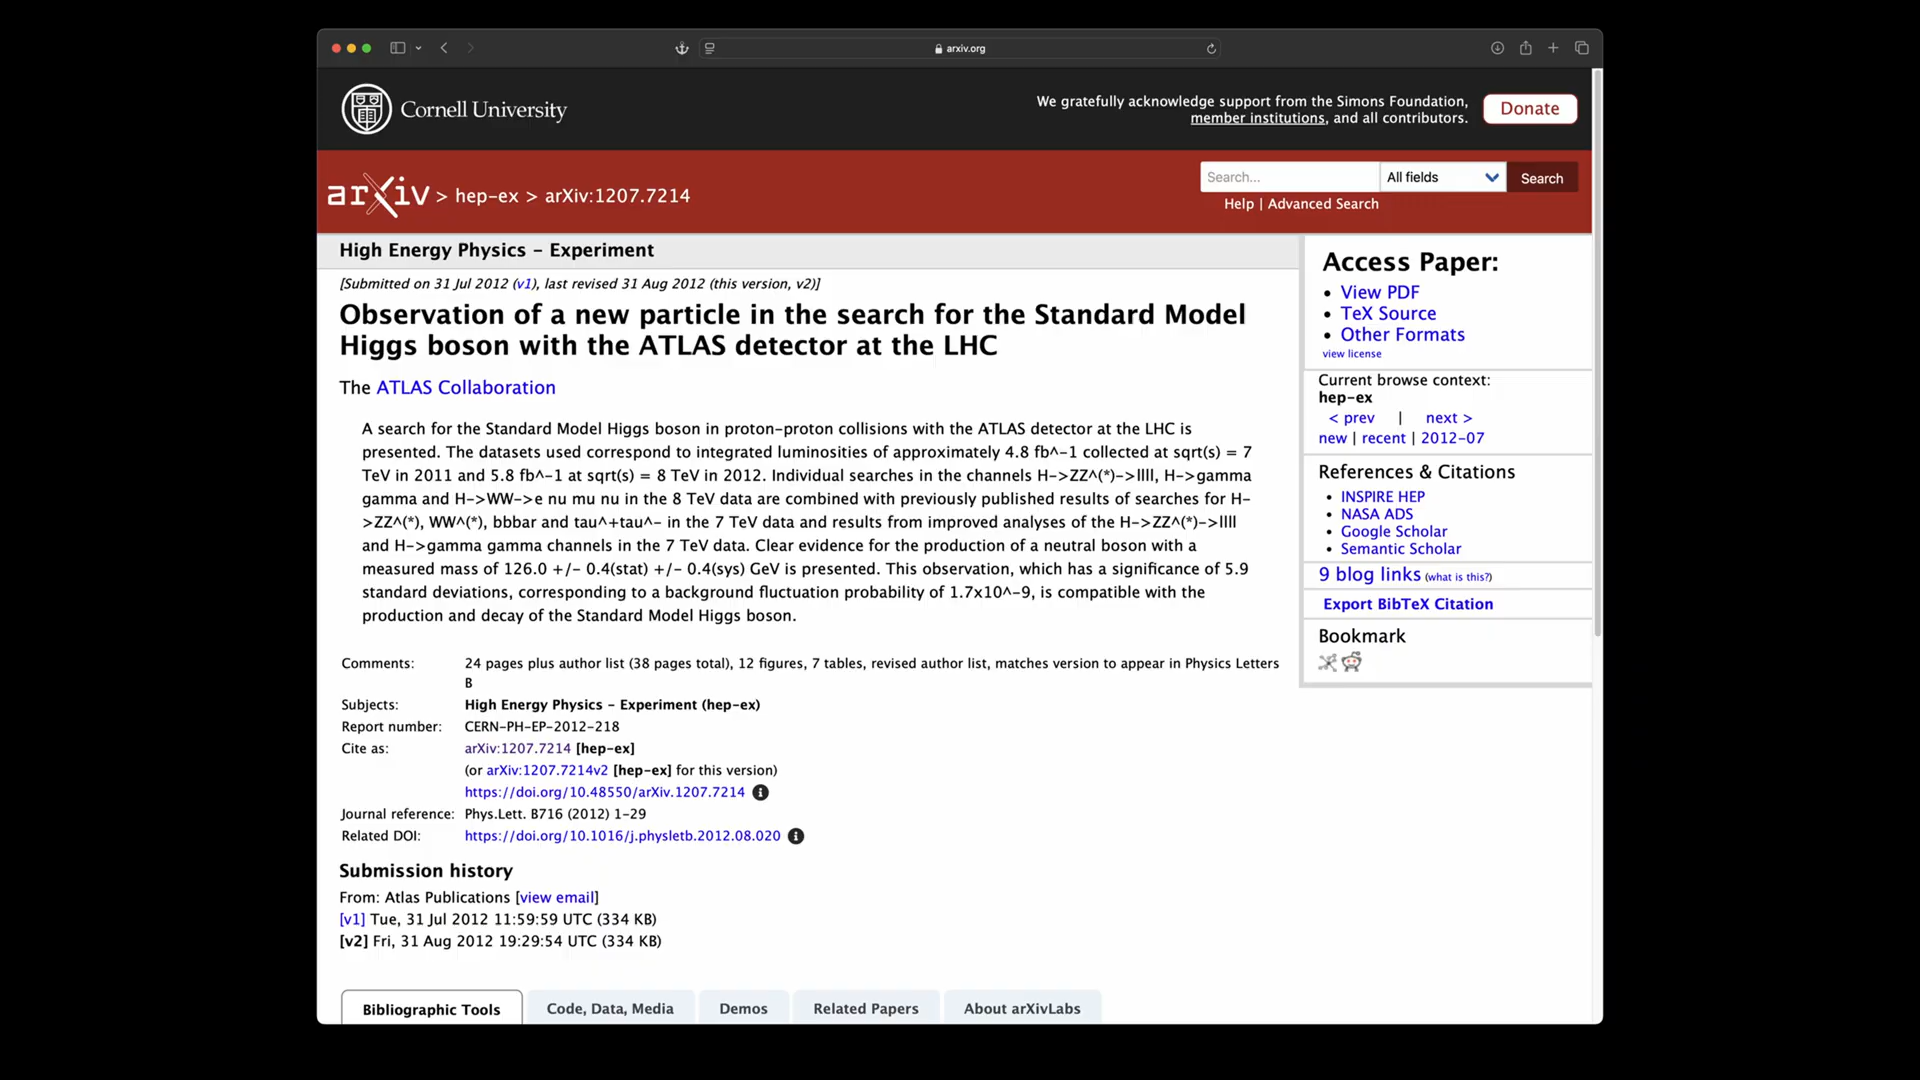 arxiv.org
Cornell University
We gratefully acknowledge support from the Simons Foundation,
member institutions, and all contributors.
Donate
arXiv > hep-ex > arXiv:1207.7214
Search...
All fields
Search
Help | Advanced Search
High Energy Physics – Experiment
[Submitted on 31 Jul 2012 (v1), last revised 31 Aug 2012 (this version, v2)]
Observation of a new particle in the search for the Standard Model
Higgs boson with the ATLAS detector at the LHC
The ATLAS Collaboration
A search for the Standard Model Higgs boson in proton-proton collisions with the ATLAS detector at the LHC is
presented. The datasets used correspond to integrated luminosities of approximately 4.8 fb^-1 collected at sqrt(s) = 7
TeV in 2011 and 5.8 fb^-1 at sqrt(s) = 8 TeV in 2012. Individual searches in the channels H->ZZ^(*)->llll, H->gamma
gamma and H->WW->e nu mu nu in the 8 TeV data are combined with previously published results of searches for H-
>ZZ^(*), WW^(*), bbbar and tau^+tau^- in the 7 TeV data and results from improved analyses of the H->ZZ^(*)->llll
and H->gamma gamma channels in the 7 TeV data. Clear evidence for the production of a neutral boson with a
measured mass of 126.0 +/- 0.4(stat) +/- 0.4(sys) GeV is presented. This observation, which has a significance of 5.9
standard deviations, corresponding to a background fluctuation probability of 1.7x10^-9, is compatible with the
production and decay of the Standard Model Higgs boson.
Comments: 24 pages plus author list (38 pages total), 12 figures, 7 tables, revised author list, matches version to appear in Physics Letters
B
Subjects: High Energy Physics – Experiment (hep-ex)
Report number: CERN-PH-EP-2012-218
Cite as: arXiv:1207.7214 [hep-ex]
(or arXiv:1207.7214v2 [hep-ex] for this version)
https://doi.org/10.48550/arXiv.1207.7214
Journal reference: Phys.Lett. B716 (2012) 1-29
Related DOI: https://doi.org/10.1016/j.physletb.2012.08.020
Submission history
From: Atlas Publications [view email]
[v1] Tue, 31 Jul 2012 11:59:59 UTC (334 KB)
[v2] Fri, 31 Aug 2012 19:29:54 UTC (334 KB)
Bibliographic Tools
Code, Data, Media
Demos
Related Papers
About arXivLabs
Access Paper:
View PDF
TeX Source
Other Formats
view license
Current browse context:
hep-ex
< prev | next >
new | recent | 2012-07
References & Citations
INSPIRE HEP
NASA ADS
Google Scholar
Semantic Scholar
9 blog links (what is this?)
Export BibTeX Citation
Bookmark